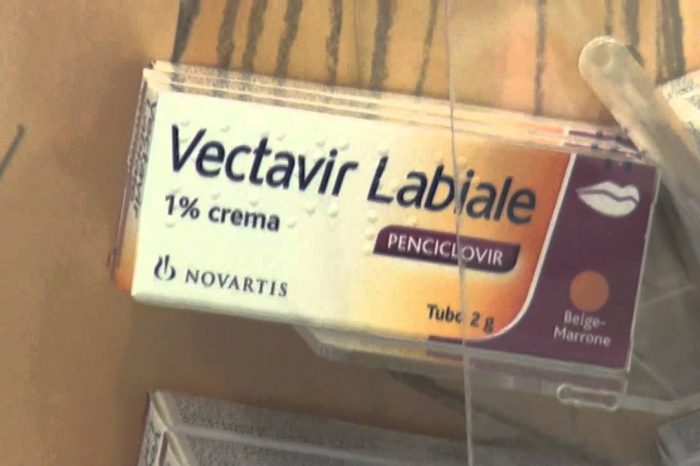 Vectavir Labiale
1% crema
PENCICLOVIR
NOVARTIS
Tubo 2 g
Beige-
Marrone